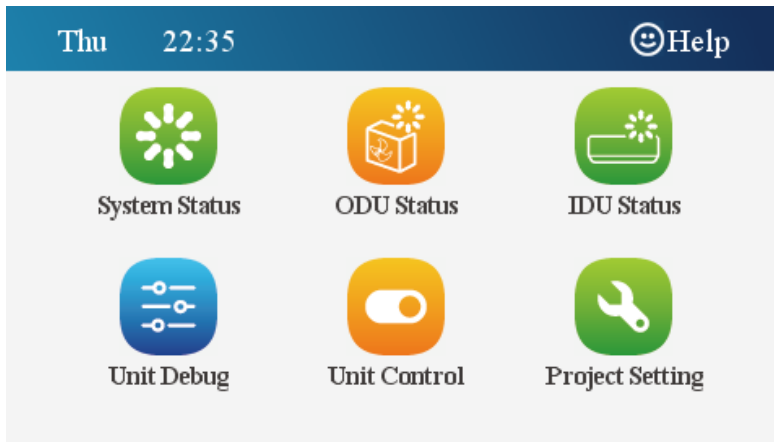 Thu 22:35 Help
System Status ODU Status IDU Status
Unit Debug Unit Control Project Setting